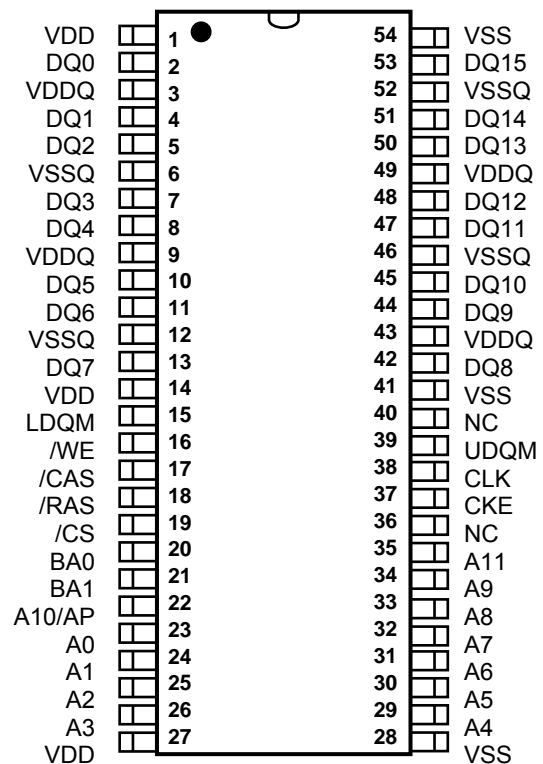 VDD 1 54 VSS
DQ0 2 53 DQ15
VDDQ 3 52 VSSQ
DQ1 4 51 DQ14
DQ2 5 50 DQ13
VSSQ 6 49 VDDQ
DQ3 7 48 DQ12
DQ4 8 47 DQ11
VDDQ 9 46 VSSQ
DQ5 10 45 DQ10
DQ6 11 44 DQ9
VSSQ 12 43 VDDQ
DQ7 13 42 DQ8
VDD 14 41 VSS
LDQM 15 40 NC
/WE 16 39 UDQM
/CAS 17 38 CLK
/RAS 18 37 CKE
/CS 19 36 NC
BA0 20 35 A11
BA1 21 34 A9
A10/AP 22 33 A8
A0 23 32 A7
A1 24 31 A6
A2 25 30 A5
A3 26 29 A4
VDD 27 28 VSS